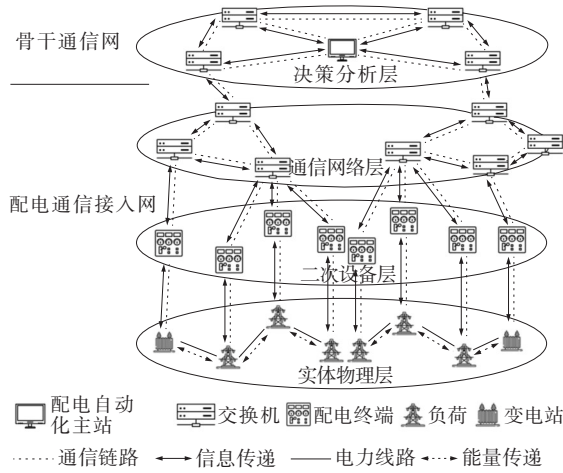 骨干通信网
决策分析层
通信网络层
配电通信接入网
二次设备层
实体物理层
配电自动
化主站
交换机
配电终端
负荷
变电站
通信链路
信息传递
电力线路
能量传递